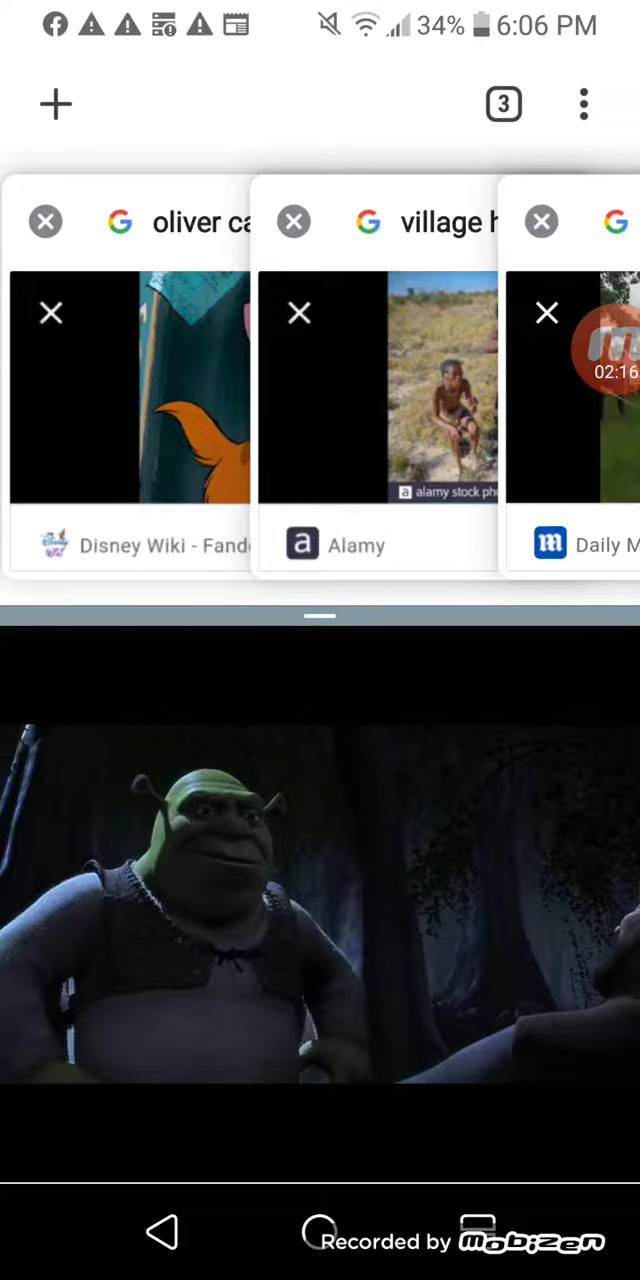 34% 6:06 PM
3
oliver ca
village h
02:16
a alamy stock pho
Disney Wiki - Fand
a Alamy
m Daily M
Recorded by mobizen